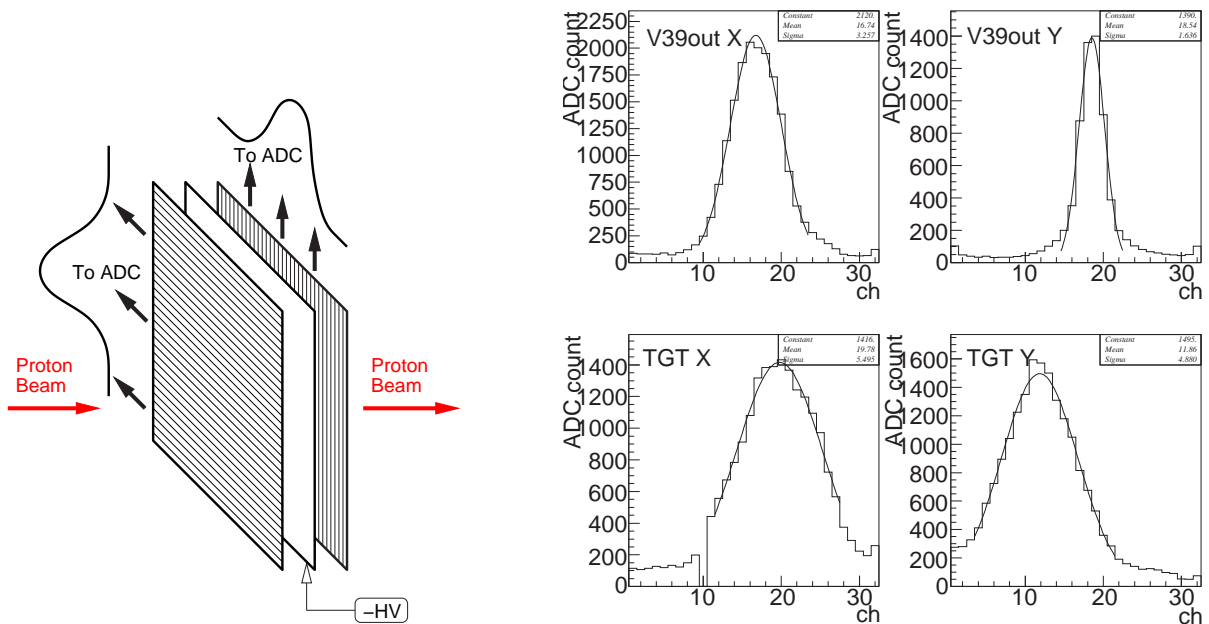 To ADC
To ADC
Proton
Beam
Proton
Beam
–HV
V39out X
Constant 2120.
Mean 16.74
Sigma 3.257
ADC count
2250
2000
1750
1500
1250
1000
750
500
250
0
10 20 30
ch
V39out Y
Constant 1390.
Mean 18.54
Sigma 1.636
ADC count
1400
1200
1000
800
600
400
200
0
10 20 30
ch
TGT X
Constant 1416.
Mean 19.78
Sigma 5.495
ADC count
1400
1200
1000
800
600
400
200
0
10 20 30
ch
TGT Y
Constant 1495.
Mean 11.86
Sigma 4.880
ADC count
1600
1400
1200
1000
800
600
400
200
0
10 20 30
ch